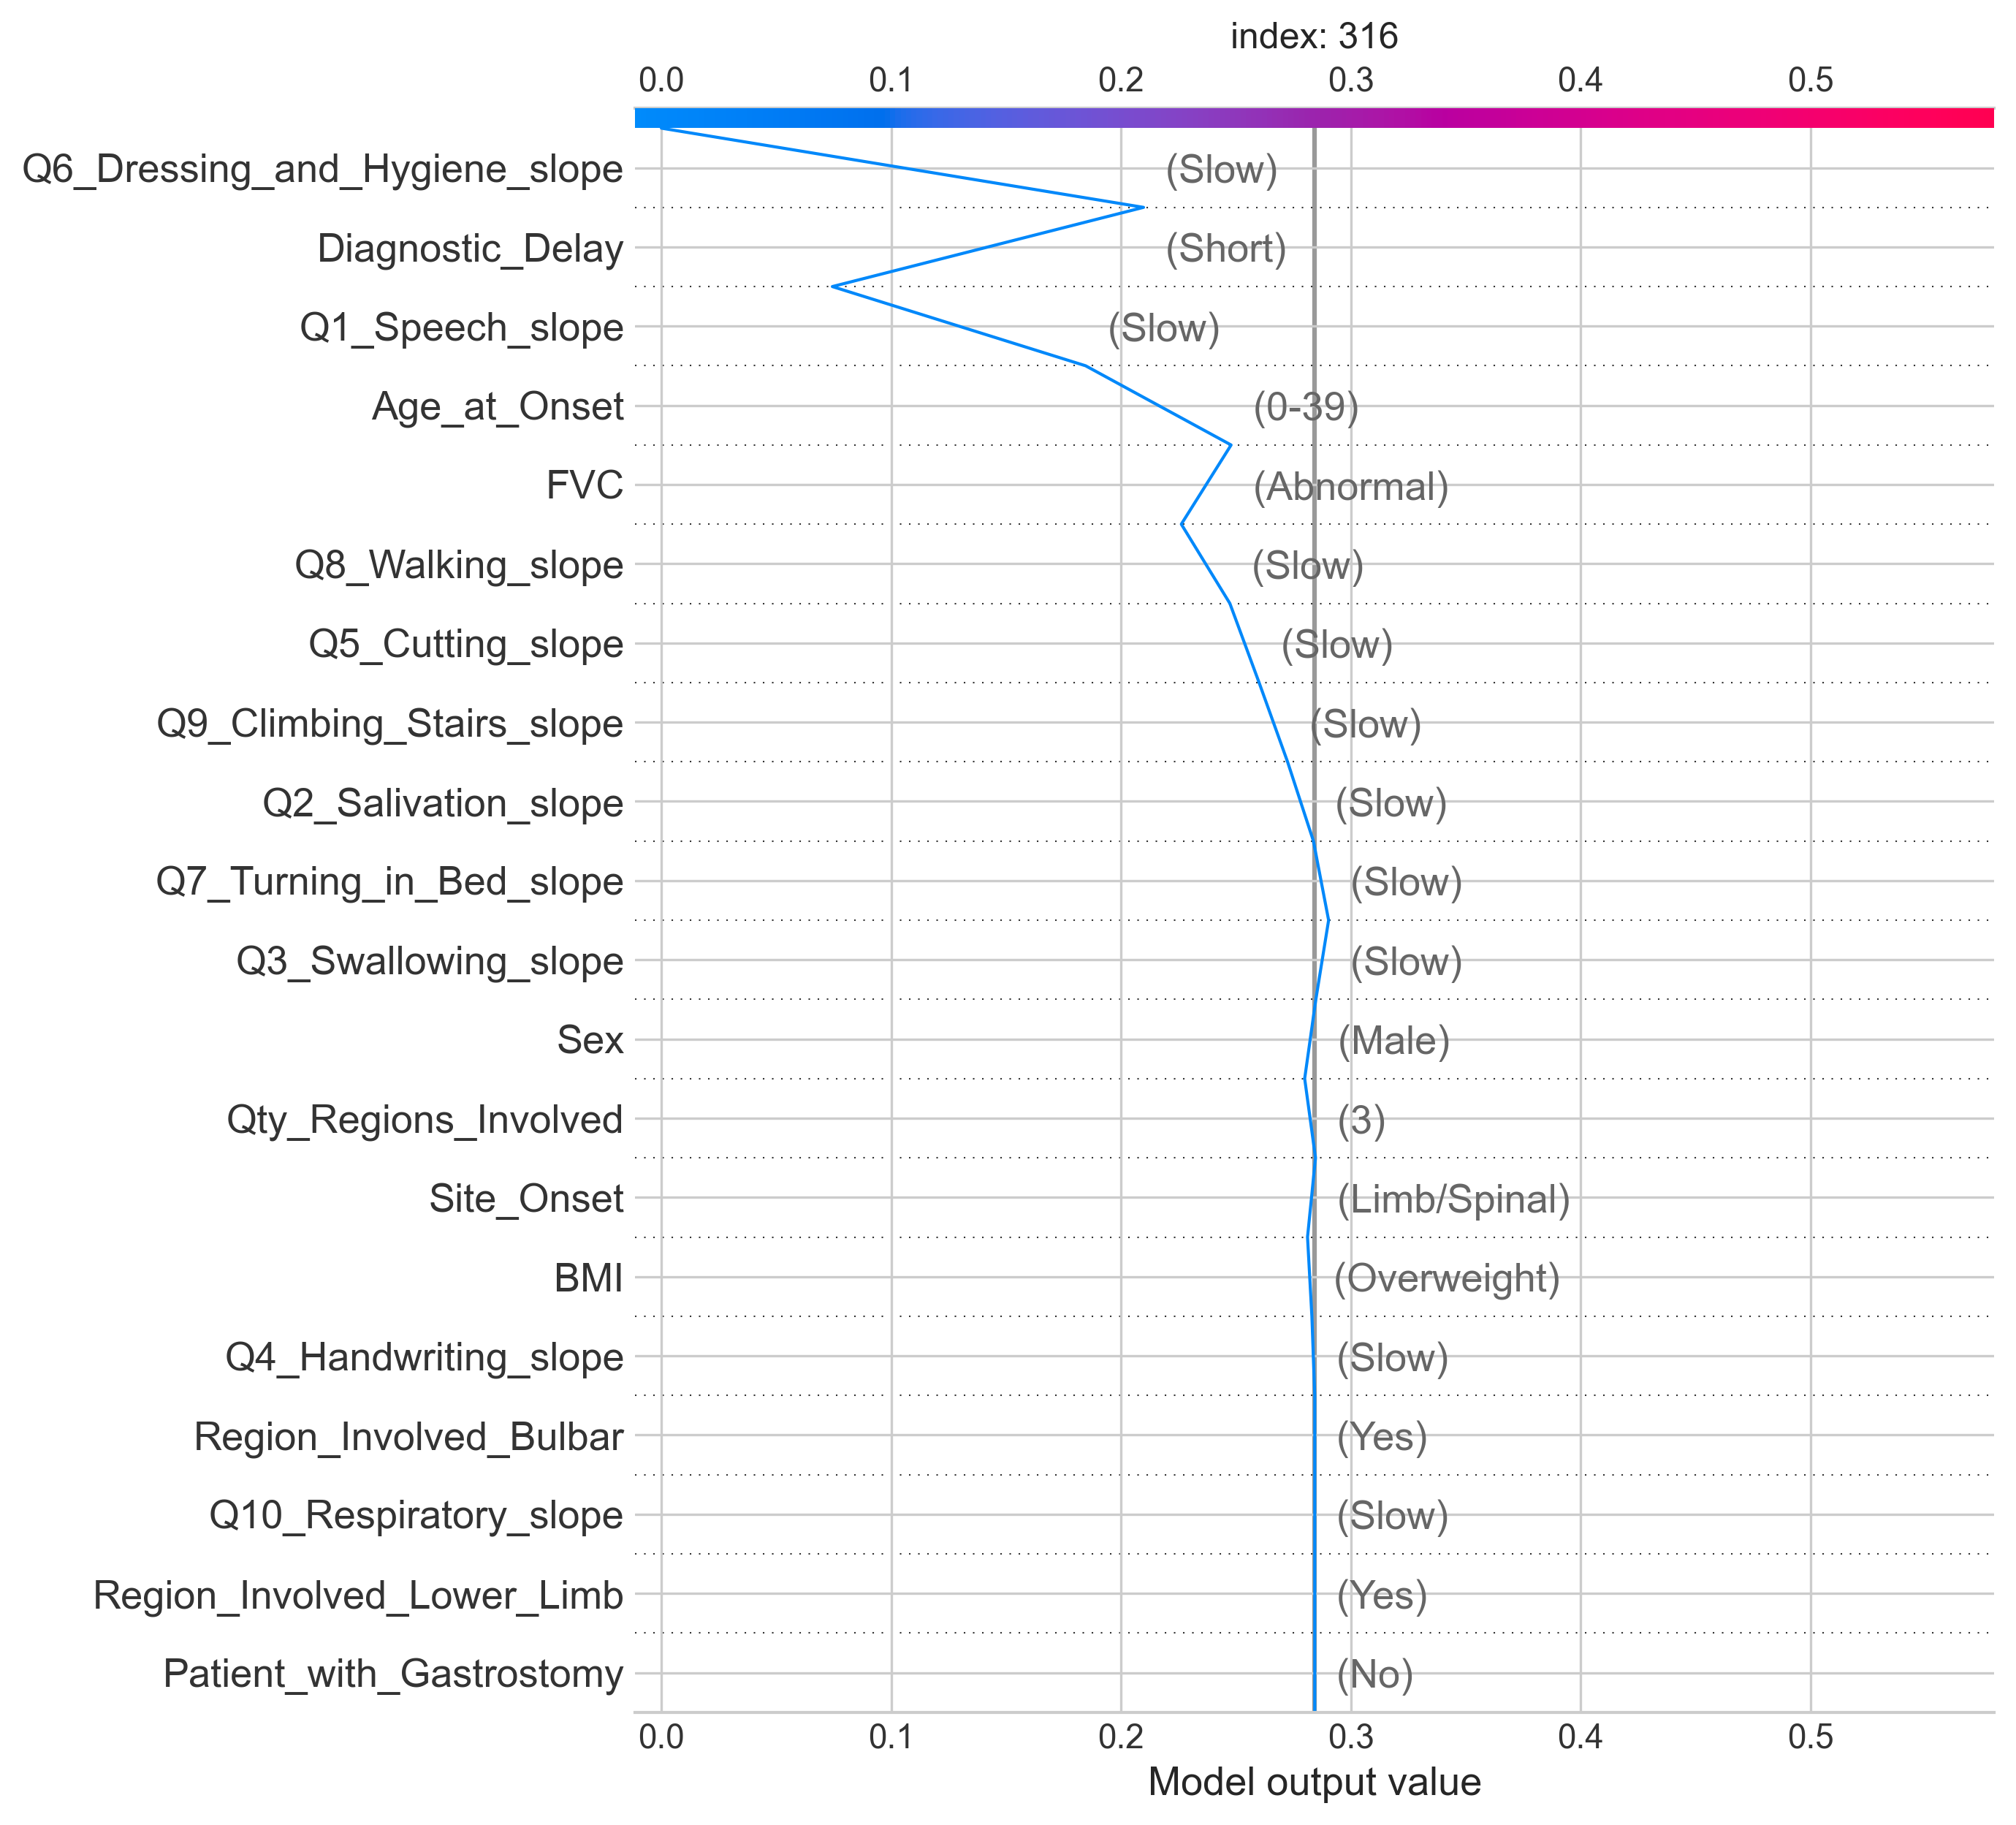 index: 316
0.0 0.1 0.2 0.3 0.4 0.5
Q6_Dressing_and_Hygiene_slope (Slow)
Diagnostic_Delay (Short)
Q1_Speech_slope (Slow)
Age_at_Onset (0-39)
FVC (Abnormal)
Q8_Walking_slope (Slow)
Q5_Cutting_slope (Slow)
Q9_Climbing_Stairs_slope (Slow)
Q2_Salivation_slope (Slow)
Q7_Turning_in_Bed_slope (Slow)
Q3_Swallowing_slope (Slow)
Sex (Male)
Qty_Regions_Involved (3)
Site_Onset (Limb/Spinal)
BMI (Overweight)
Q4_Handwriting_slope (Slow)
Region_Involved_Bulbar (Yes)
Q10_Respiratory_slope (Slow)
Region_Involved_Lower_Limb (Yes)
Patient_with_Gastrostomy (No)
0.0 0.1 0.2 0.3 0.4 0.5
Model output value